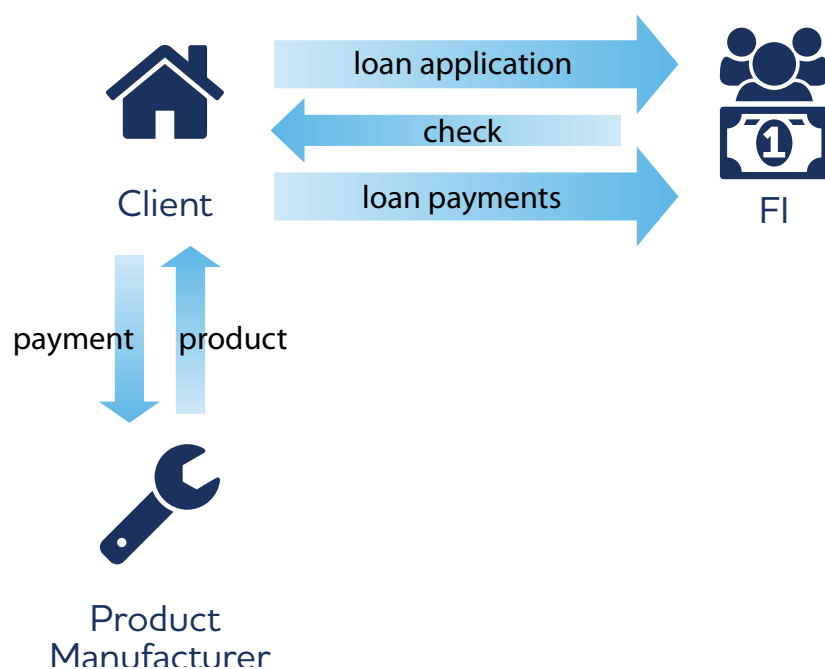 loan application
check
loan payments
Client
FI
payment
product
1
Product
Manufacturer